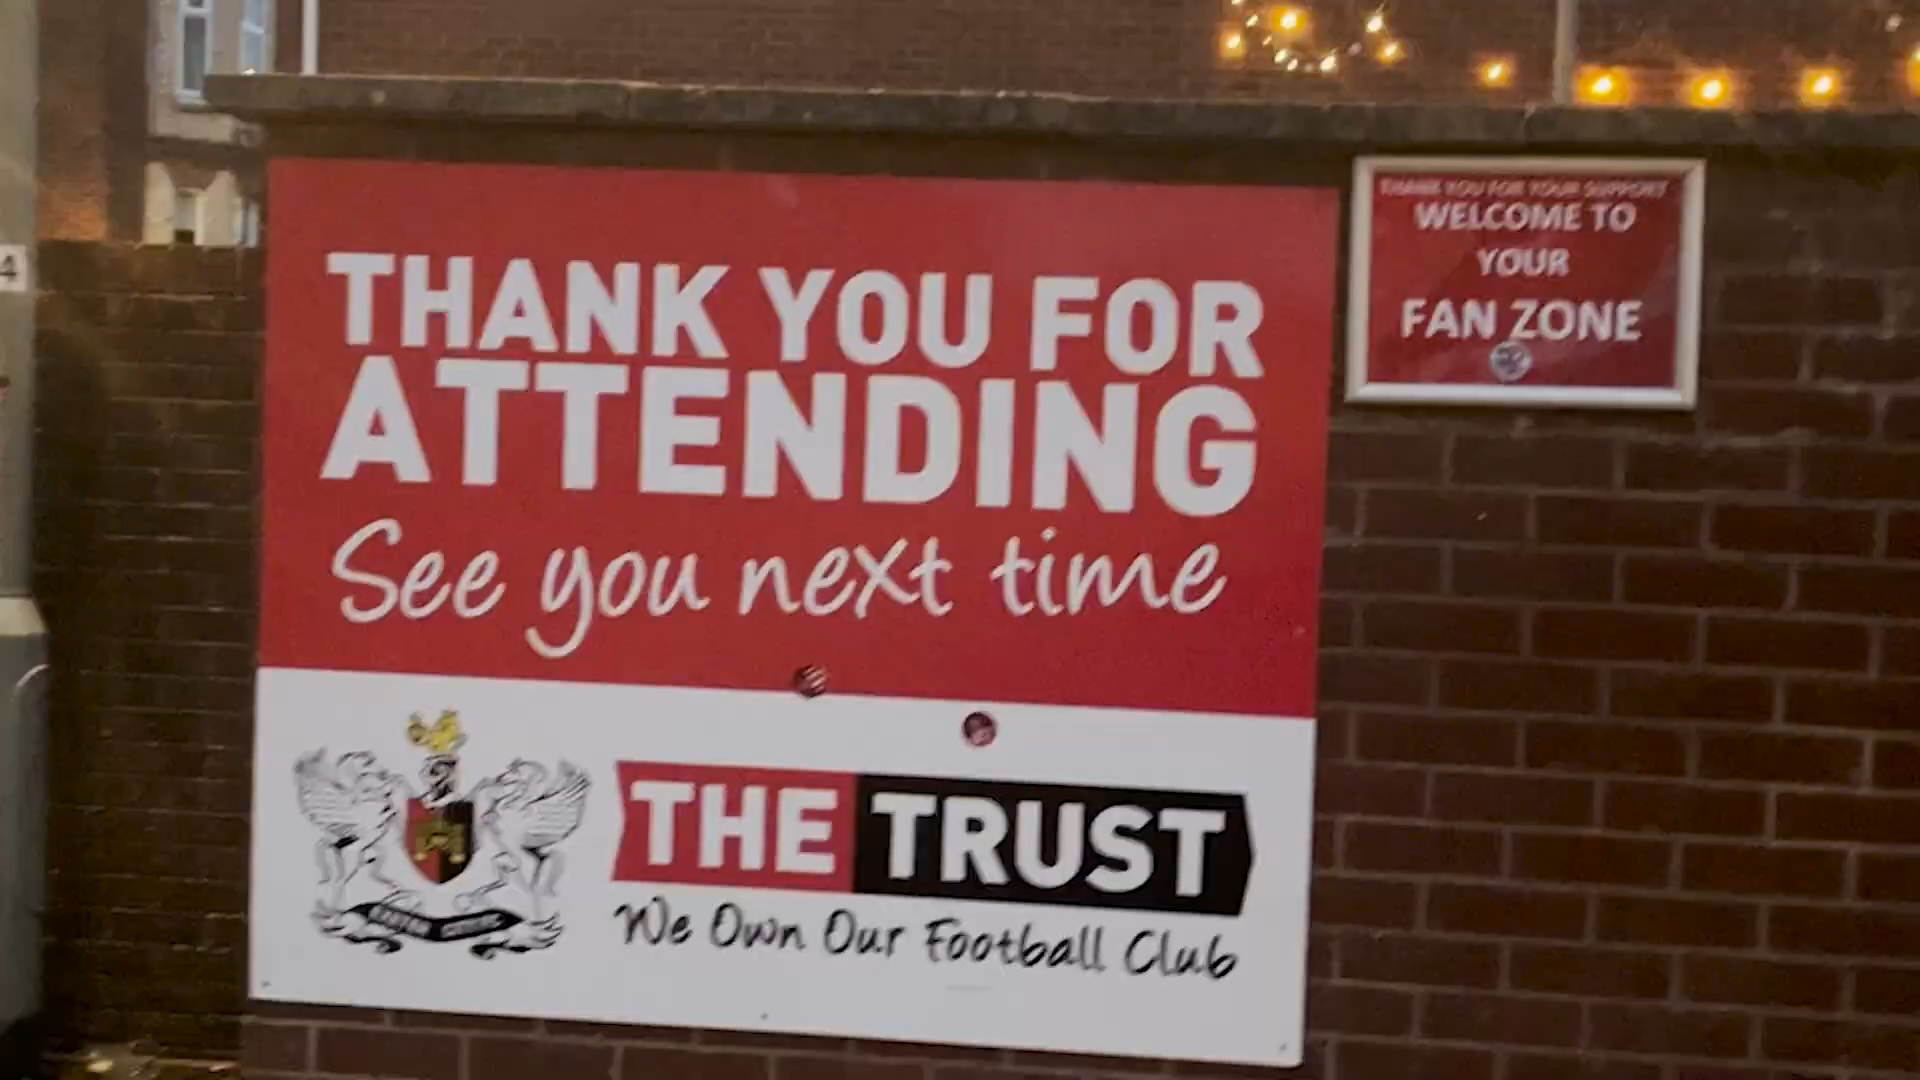 THANK YOU FOR
ATTENDING
See you next time
THE TRUST
We Own Our Football Club
THANK YOU FOR YOUR SUPPORT
WELCOME TO
YOUR
FAN ZONE
4